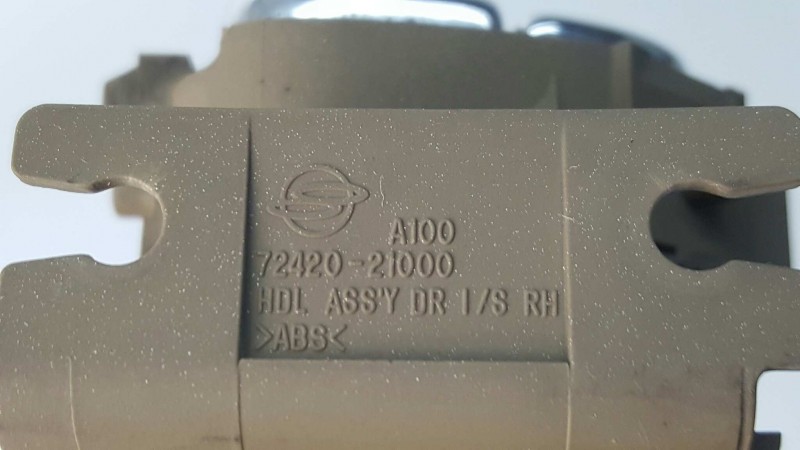 A100
72420-21000
HDL ASS'Y DR I/S RH
>ABS<